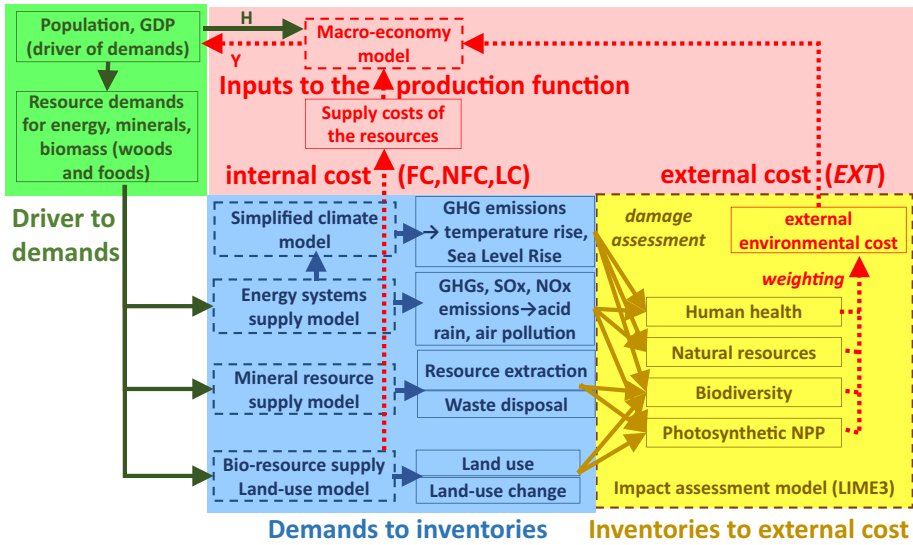 Population, GDP
(driver of demands)
H
Y
Macro-economy
model
Inputs to the production function
Resource demands
for energy, minerals,
biomass (woods
and foods)
Supply costs of
the resources
internal cost (FC,NFC,LC)
external cost (EXT)
Driver to
demands
Simplified climate
model
GHG emissions
→ temperature rise,
Sea Level Rise
damage
assessment
external
environmental cost
weighting
Energy systems
supply model
GHGs, SOx, NOx
emissions→acid
rain, air pollution
Human health
Natural resources
Mineral resource
supply model
Resource extraction
Waste disposal
Biodiversity
Photosynthetic NPP
Bio-resource supply
Land-use model
Land use
Land-use change
Impact assessment model (LIME3)
Demands to inventories
Inventories to external cost